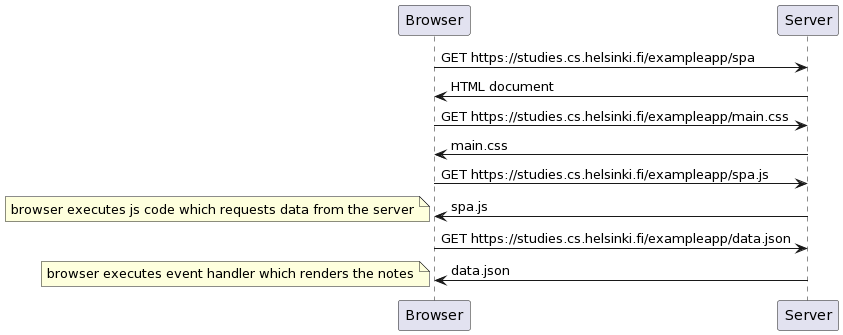 Browser
Server
GET https://studies.cs.helsinki.fi/exampleapp/spa
HTML document
GET https://studies.cs.helsinki.fi/exampleapp/main.css
main.css
GET https://studies.cs.helsinki.fi/exampleapp/spa.js
browser executes js code which requests data from the server
spa.js
GET https://studies.cs.helsinki.fi/exampleapp/data.json
browser executes event handler which renders the notes
data.json
Browser
Server